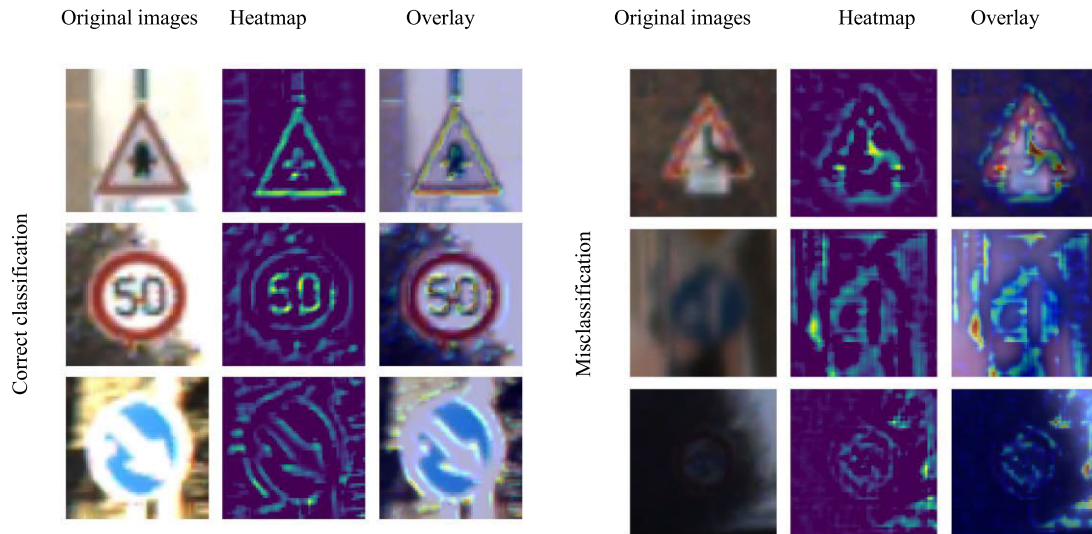 Original images Heatmap Overlay
Original images Heatmap Overlay
Correct classification
50
50
50
Misclassification